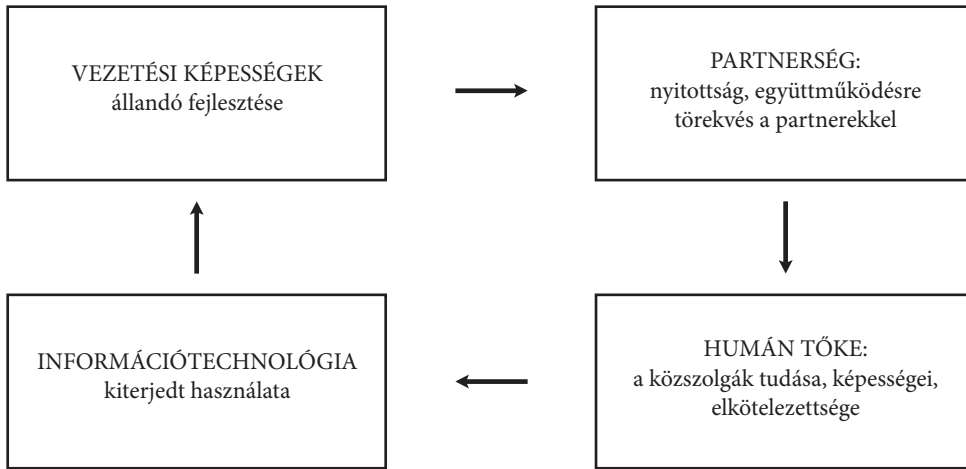 VEZETÉSI KÉPESSÉGEK
állandó fejlesztése
PARTNERSÉG:
nyitottság, együttműködésre
törekvés a partnerekkel
INFORMÁCIÓTECHNOLÓGIA
kiterjedt használata
HUMÁN TŐKE:
a közszolgák tudása, képességei,
elkötelezettsége